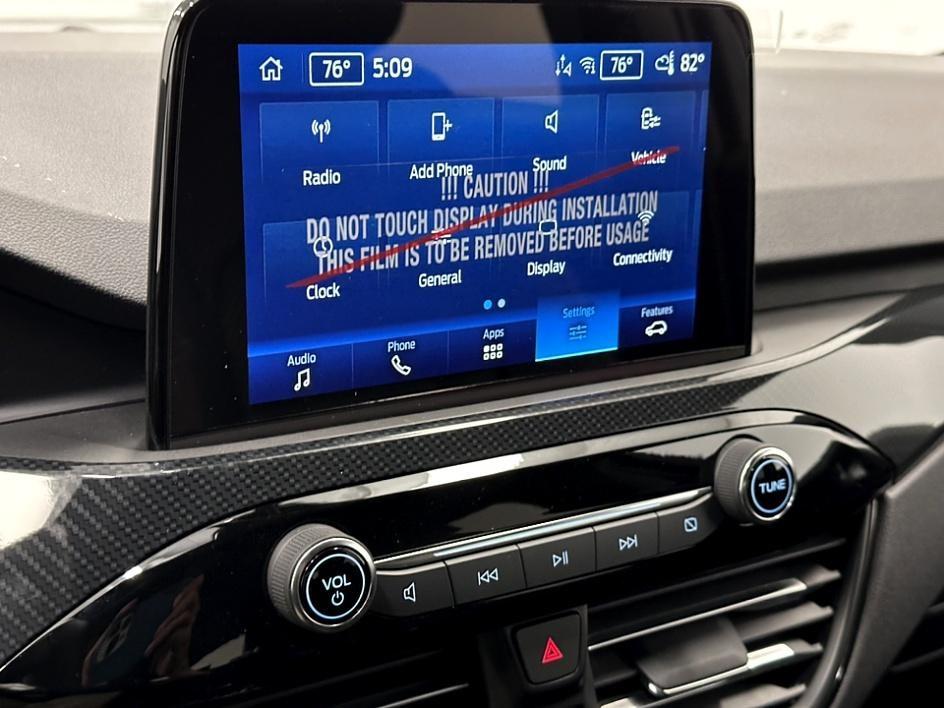 76° 5:09 76° 82°
Radio Add Phone Sound Vehicle
!!! CAUTION !!!
DO NOT TOUCH DISPLAY DURING INSTALLATION
THIS FILM IS TO BE REMOVED BEFORE USAGE
Clock General Display Connectivity
Audio Phone Apps Settings Features
VOL
TUNE